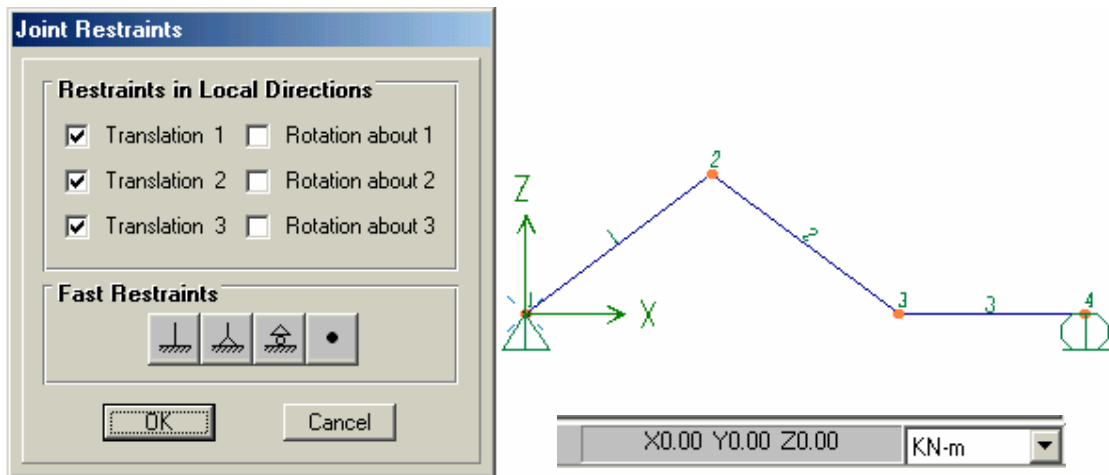 Joint Restraints
Restraints in Local Directions
Translation 1 Rotation about 1
Translation 2 Rotation about 2
Translation 3 Rotation about 3
Fast Restraints
OK Cancel
2
Z
1 2
1 X 3 3 4
X0.00 Y0.00 Z0.00 KN-m